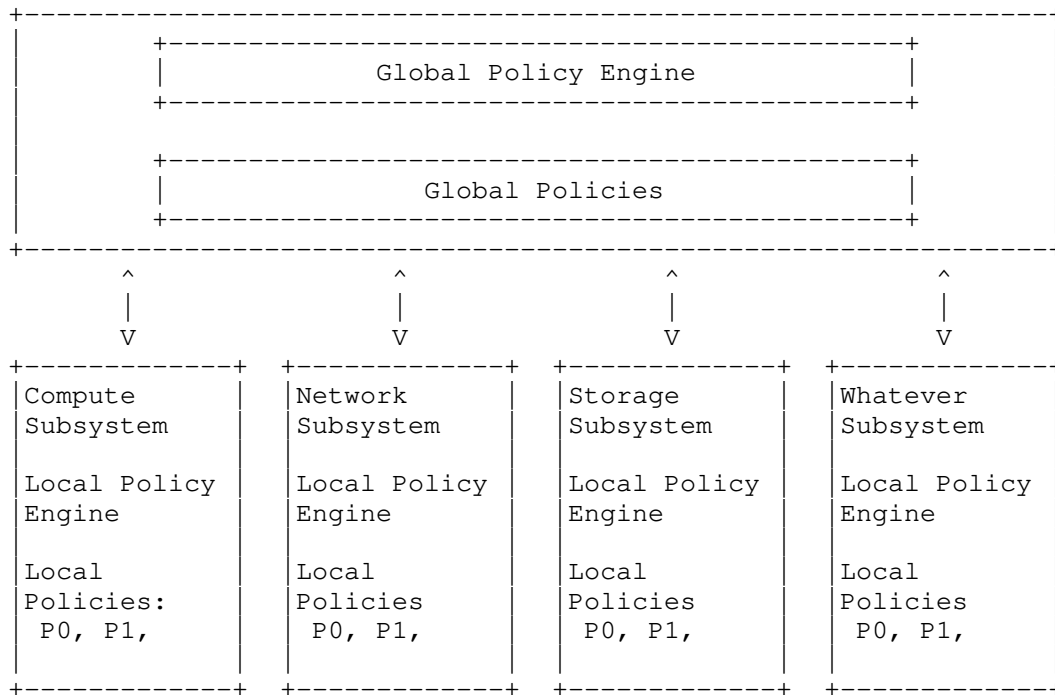 Global Policy Engine
Global Policies
Compute Network Storage Whatever
Subsystem Subsystem Subsystem Subsystem
Local Policy Local Policy Local Policy Local Policy
Engine Engine Engine Engine
Local Local Local Local
Policies: Policies Policies Policies
P0, P1, P0, P1, P0, P1, P0, P1,